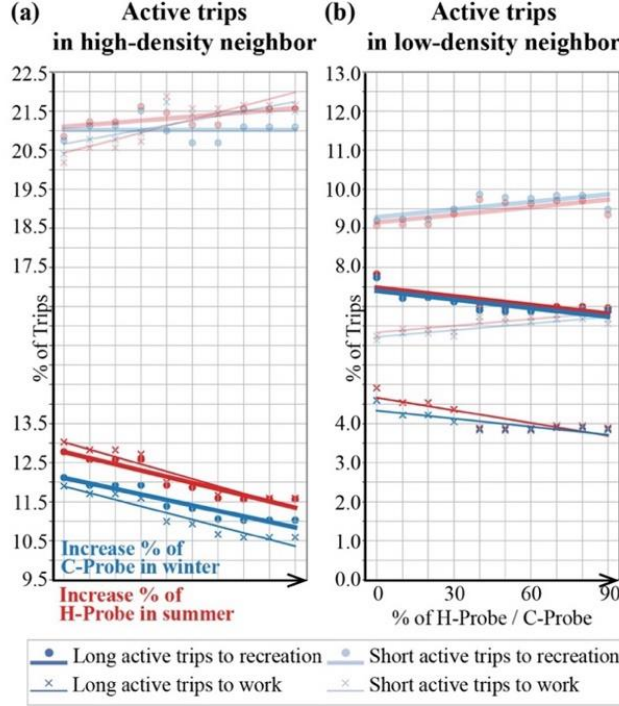 (a) Active trips
in high-density neighbor
(b) Active trips
in low-density neighbor
% of Trips
22.5
21.5
20.5
19.5
18.5
17.5
13.5
12.5
11.5
10.5
9.5
Increase % of
C-Probe in winter
Increase % of
H-Probe in summer
% of Trips
13.0
12.0
11.0
10.0
9.0
8.0
4.0
3.0
2.0
1.0
0.0
0 30 60 90
% of H-Probe / C-Probe
Long active trips to recreation
Short active trips to recreation
Long active trips to work
Short active trips to work